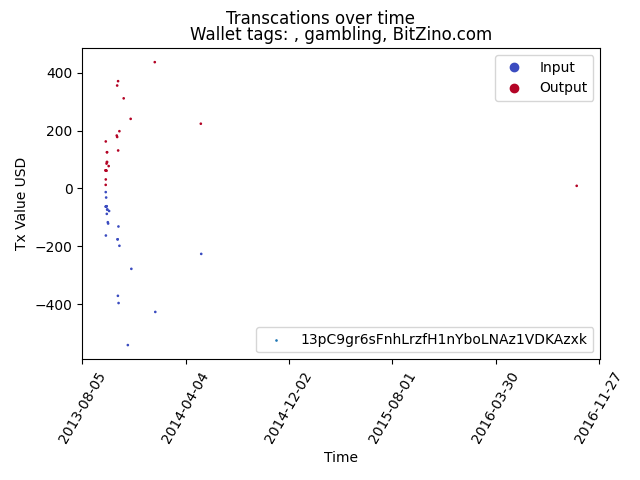 Transcations over time
Wallet tags: , gambling, BitZino.com
Input
Output
400
200
0
−200
−400
Tx Value USD
13pC9gr6sFnhLrzfH1nYboLNAz1VDKAzxk
2013-08-05
2014-04-04
2014-12-02
2015-08-01
2016-03-30
2016-11-27
Time